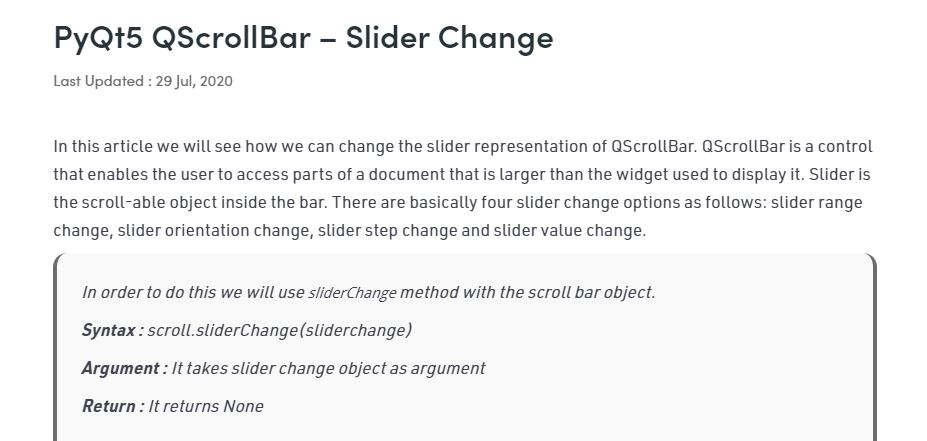 PyQt5 QScrollBar – Slider Change
Last Updated : 29 Jul, 2020
In this article we will see how we can change the slider representation of QScrollBar. QScrollBar is a control
that enables the user to access parts of a document that is larger than the widget used to display it. Slider is
the scroll-able object inside the bar. There are basically four slider change options as follows: slider range
change, slider orientation change, slider step change and slider value change.
In order to do this we will use sliderChange method with the scroll bar object.
Syntax : scroll.sliderChange(sliderchange)
Argument : It takes slider change object as argument
Return : It returns None